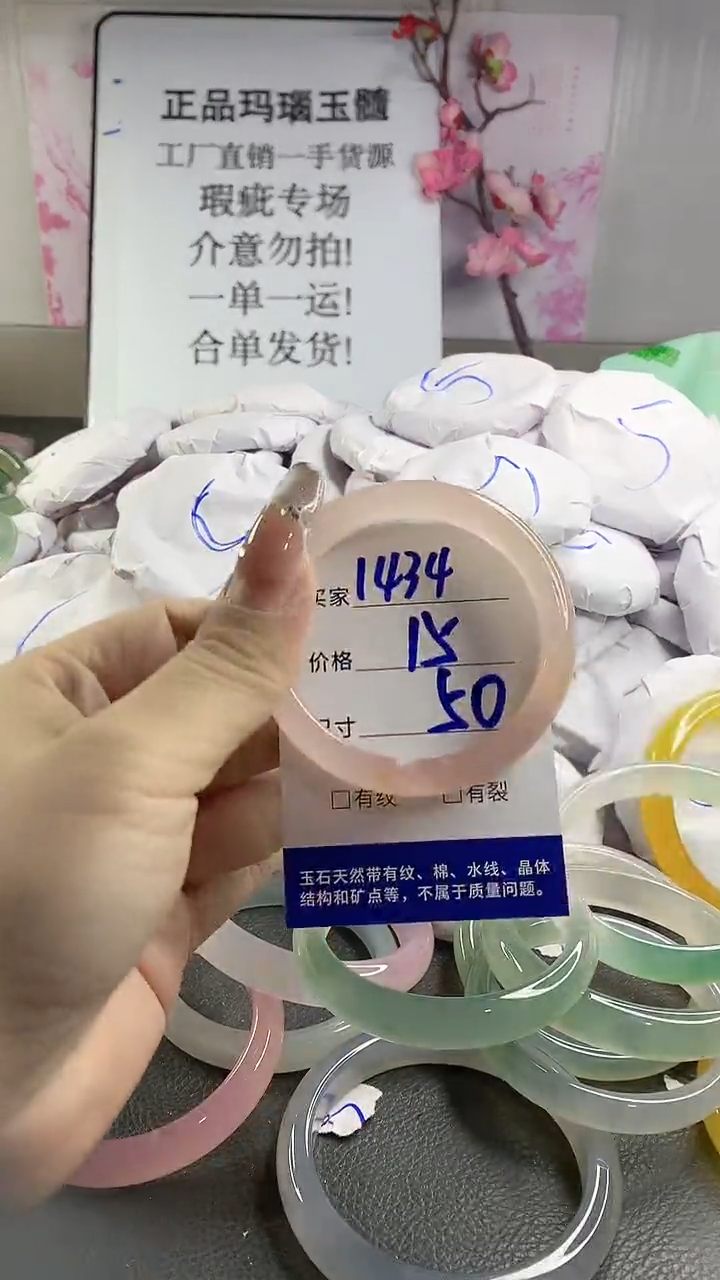 正品玛瑙玉髓
工厂直销一手货源
瑕疵专场
介意勿拍!
一单一运!
合单发货!
买家 1434
价格 15
尺寸 50
□有纹 □有裂
玉石天然带有纹、棉、水线、晶体
结构和矿点等，不属于质量问题。